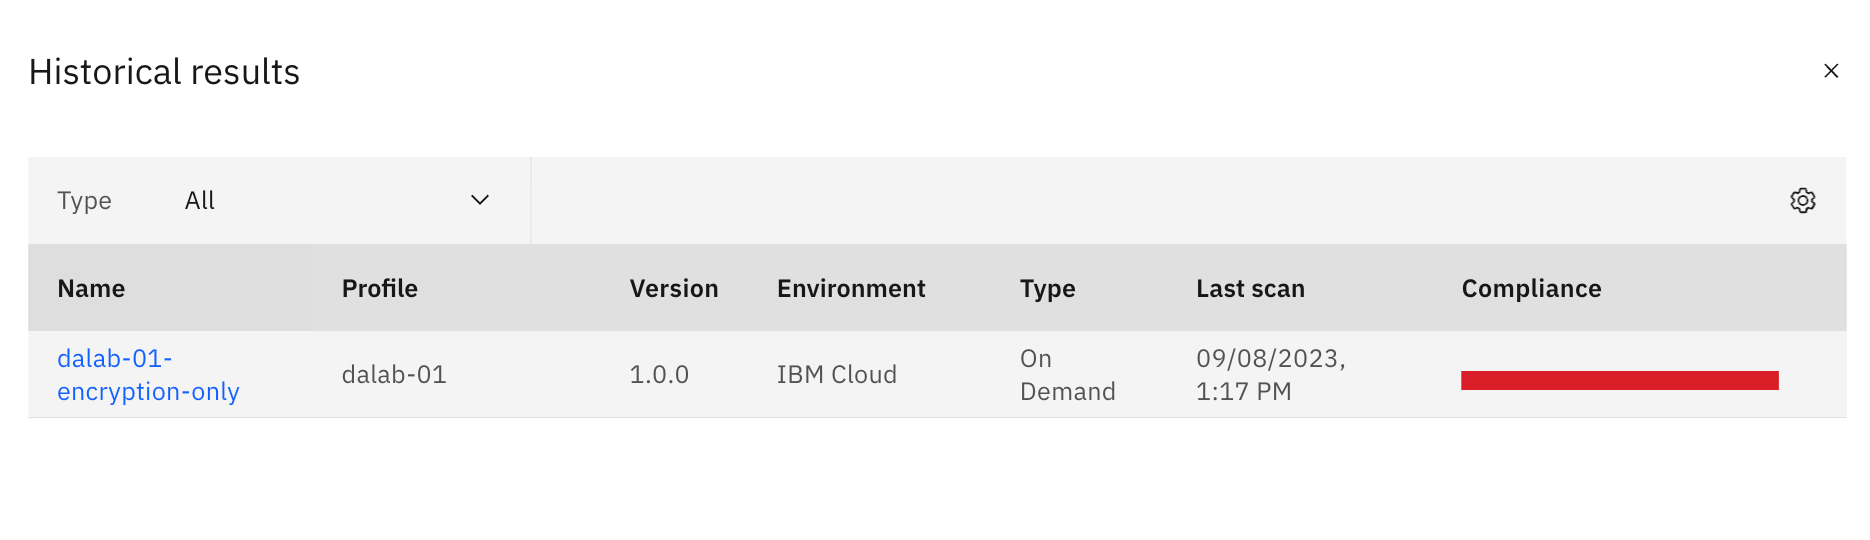 Historical results
Type All
Name Profile Version Environment Type Last scan Compliance
dalab-01-
encryption-only
dalab-01
1.0.0
IBM Cloud
On
Demand
09/08/2023,
1:17 PM